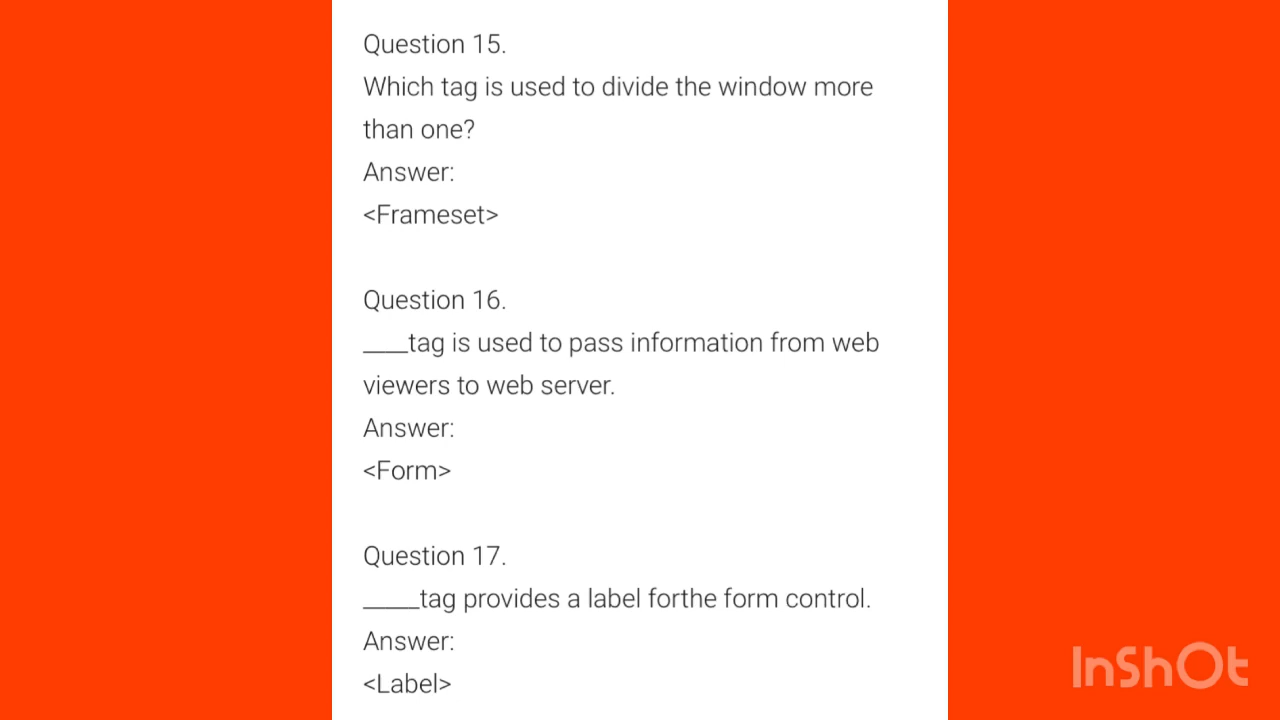 Question 15.
Which tag is used to divide the window more
than one?
Answer:
<Frameset>
Question 16.
____tag is used to pass information from web
viewers to web server.
Answer:
<Form>
Question 17.
_____tag provides a label forthe form control.
Answer:
<Label>
InShOt